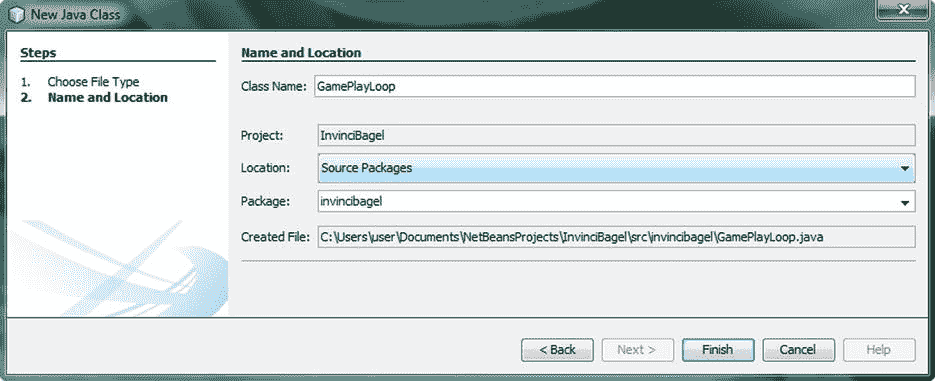 New Java Class
Steps
1. Choose File Type
2. Name and Location
Name and Location
Class Name: GamePlayLoop
Project: InvinciBagel
Location: Source Packages
Package: invincibagel
Created File: C:\Users\user\Documents\NetBeansProjects\InvinciBagel\src\invincibagel\GamePlayLoop.java
< Back Next > Finish Cancel Help